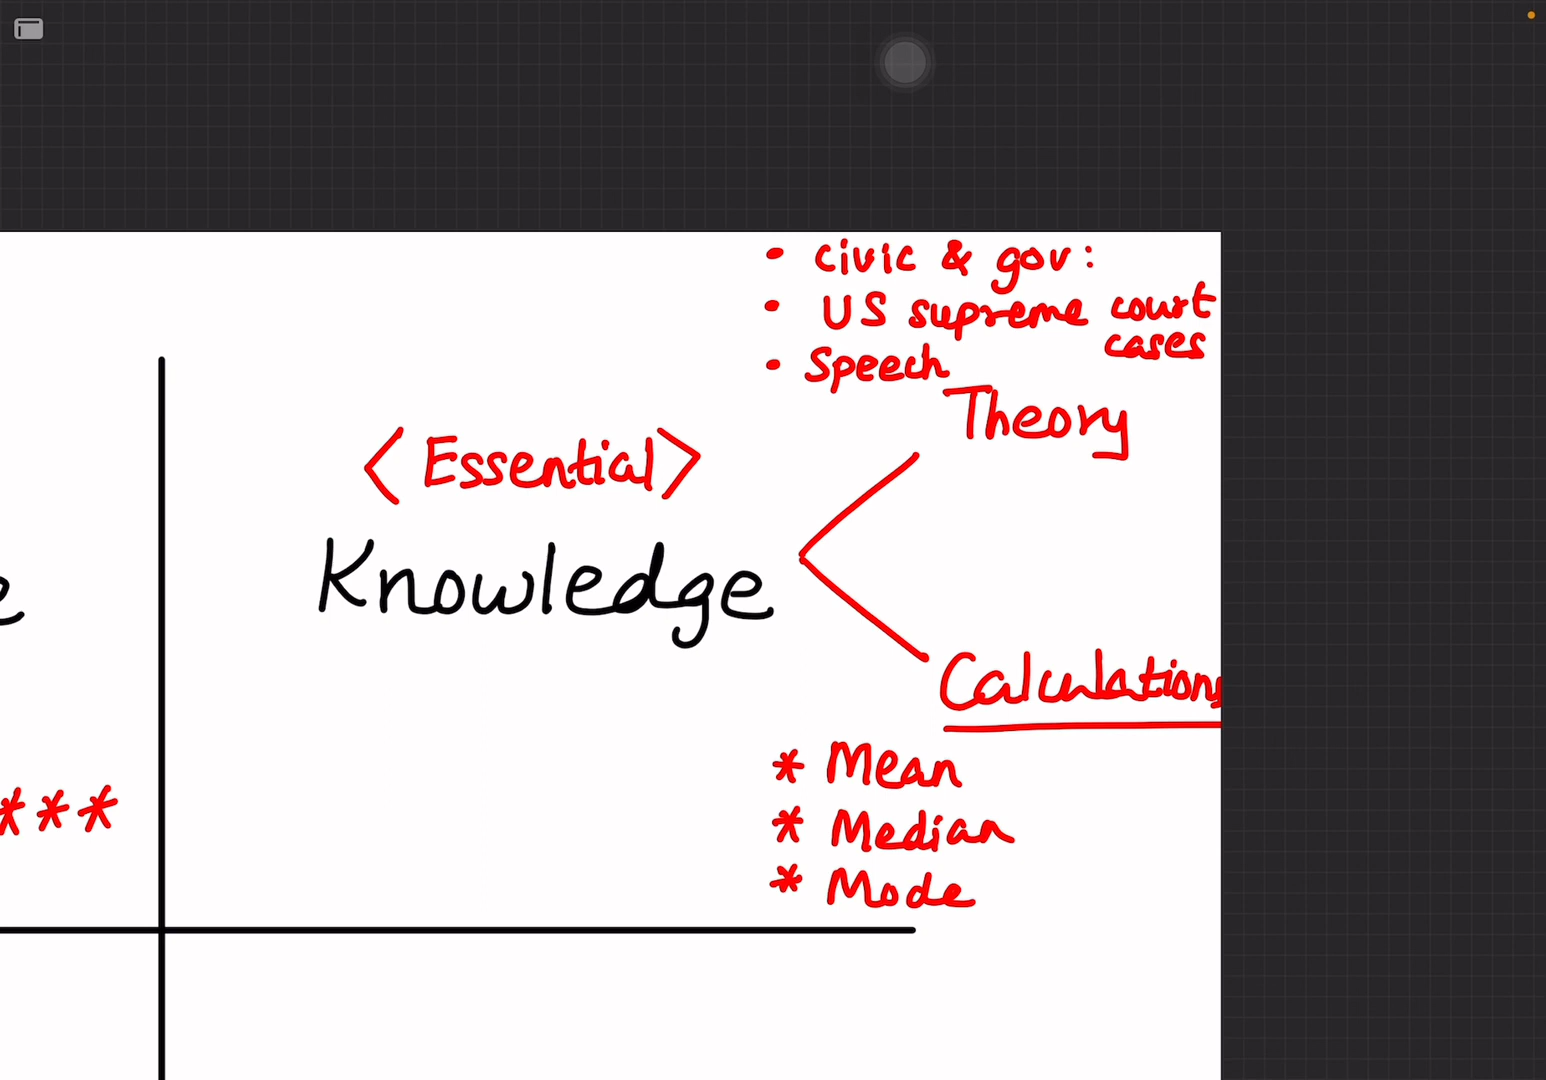 • civic & gov:
• US supreme court
cases
• Speech
Theory
<Essential>
Knowledge
Calculations
* Mean
***
* Median
* Mode